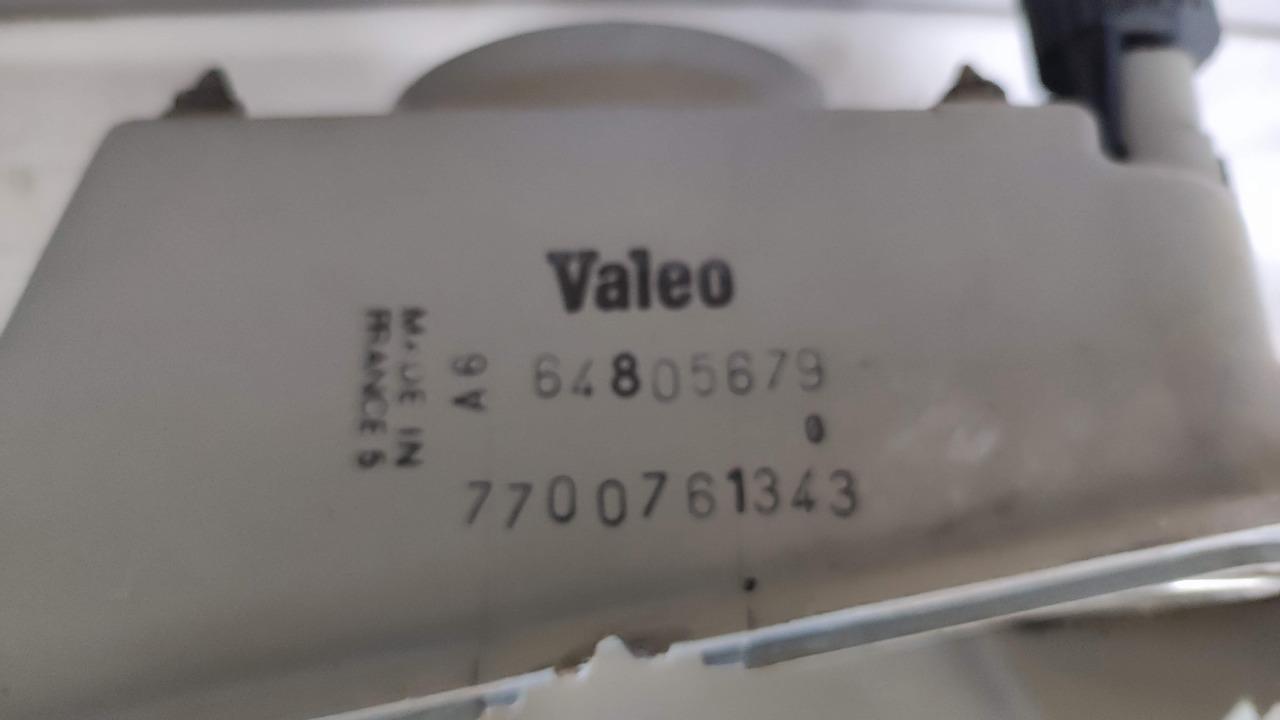 Valeo
64805679
0
7700761343
A6
MADE IN
FRANCE 5